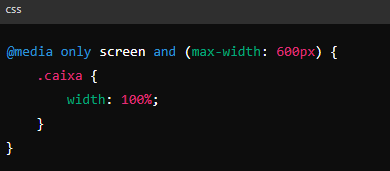 css
@media only screen and (max-width: 600px) {
    .caixa {
        width: 100%;
    }
}